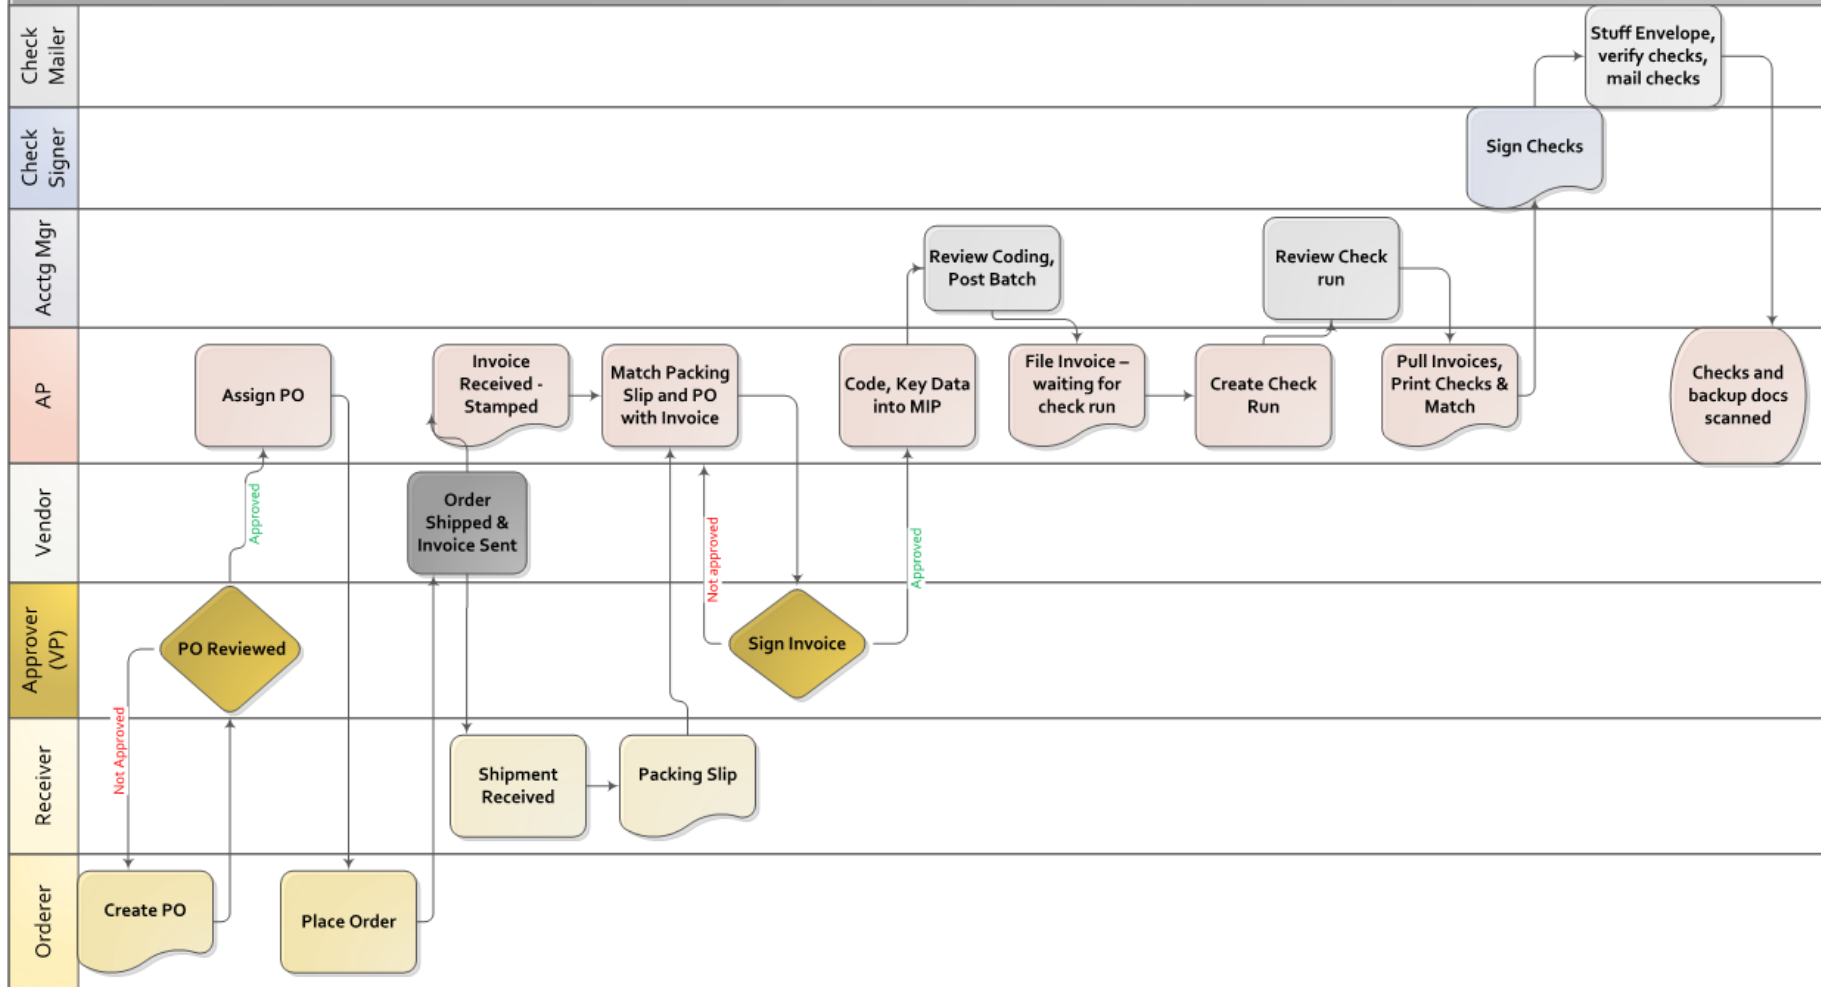 Check
Mailer
Stuff Envelope,
verify checks,
mail checks
Check
Signer
Sign Checks
Acctg Mgr
Review Coding,
Post Batch
Review Check
run
AP
Assign PO
Invoice
Received -
Stamped
Match Packing
Slip and PO
with Invoice
Code, Key Data
into MIP
File Invoice –
waiting for
check run
Create Check
Run
Pull Invoices,
Print Checks &
Match
Checks and
backup docs
scanned
Vendor
Approved
Order
Shipped &
Invoice Sent
Not approved
Approved
Approver
(VP)
PO Reviewed
Sign Invoice
Receiver
Not Approved
Shipment
Received
Packing Slip
Orderer
Create PO
Place Order